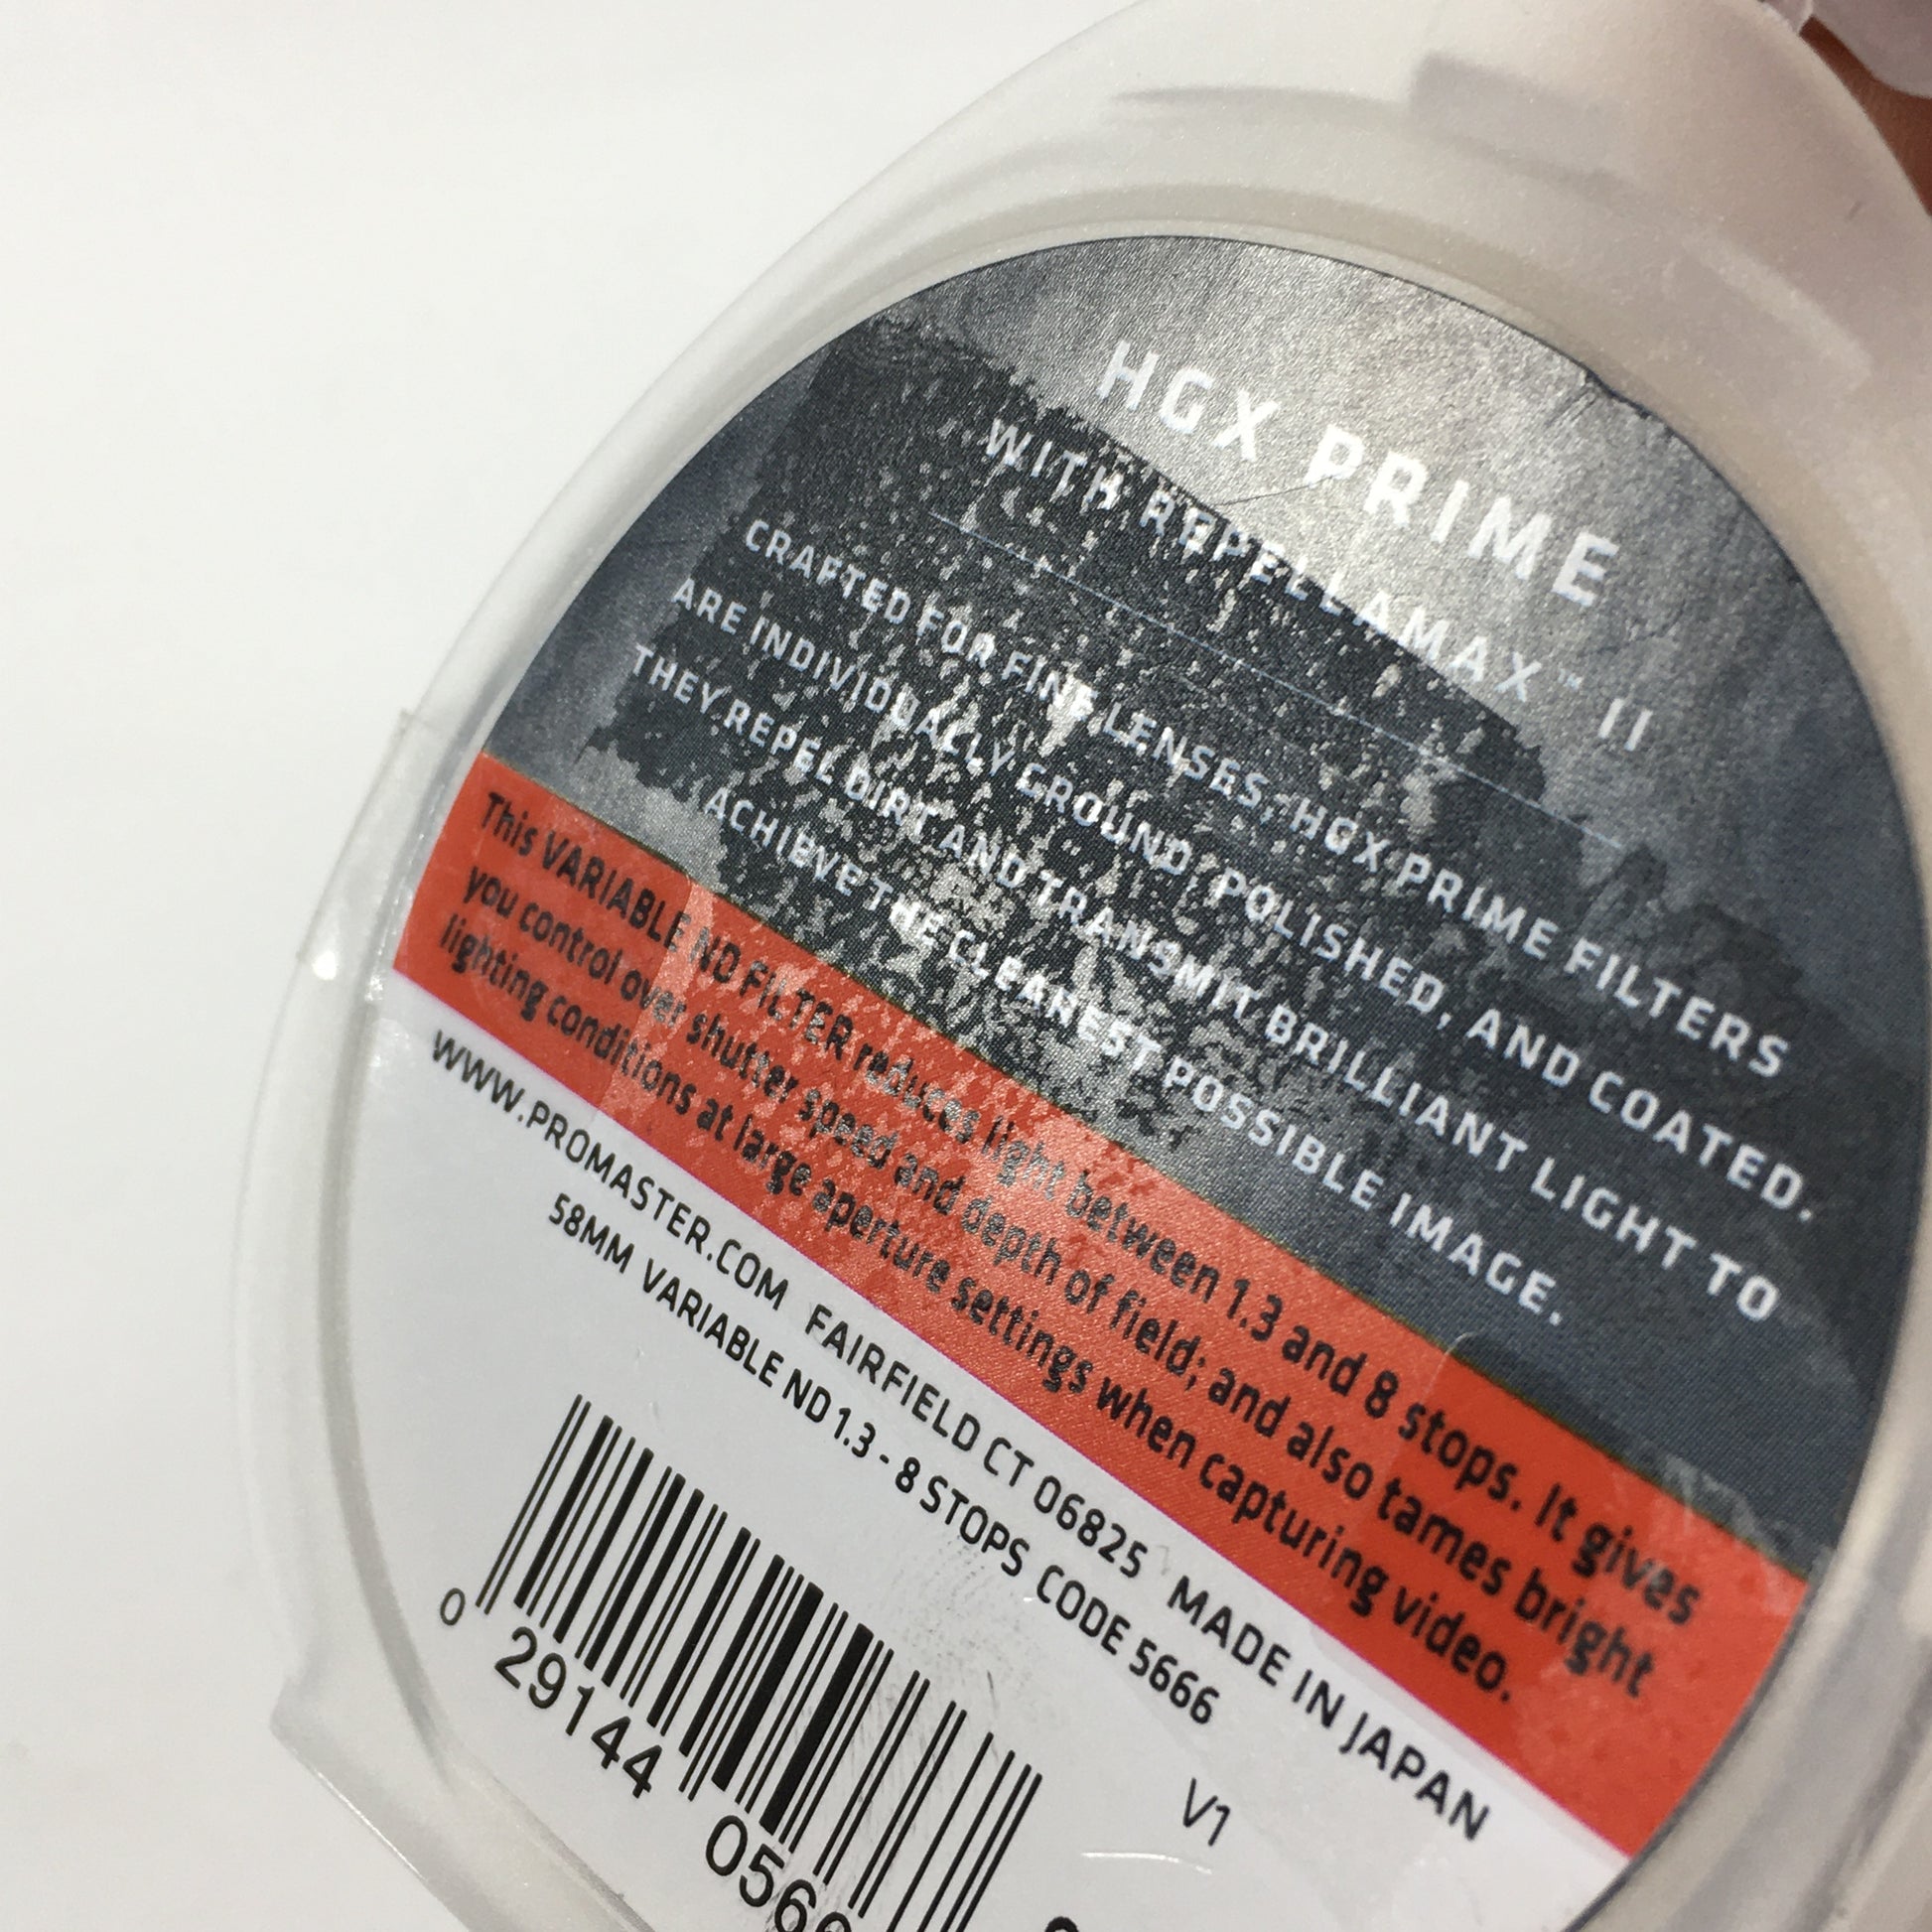 HGX PRIME
WITH REPELLAMAX™ II
CRAFTED FOR FINE LENSES, HGX PRIME FILTERS
ARE INDIVIDUALLY GROUND, POLISHED, AND COATED.
THEY REPEL DIRT AND TRANSMIT BRILLIANT LIGHT TO
ACHIEVE THE CLEAREST POSSIBLE IMAGE.
This VARIABLE ND FILTER reduces light between 1.3 and 8 stops. It gives
you control over shutter speed and depth of field; and also tames bright
lighting conditions at large aperture settings when capturing video.
WWW.PROMASTER.COM FAIRFIELD CT 06825 MADE IN JAPAN
58MM VARIABLE ND 1.3 - 8 STOPS CODE 5666
V1
0 29144